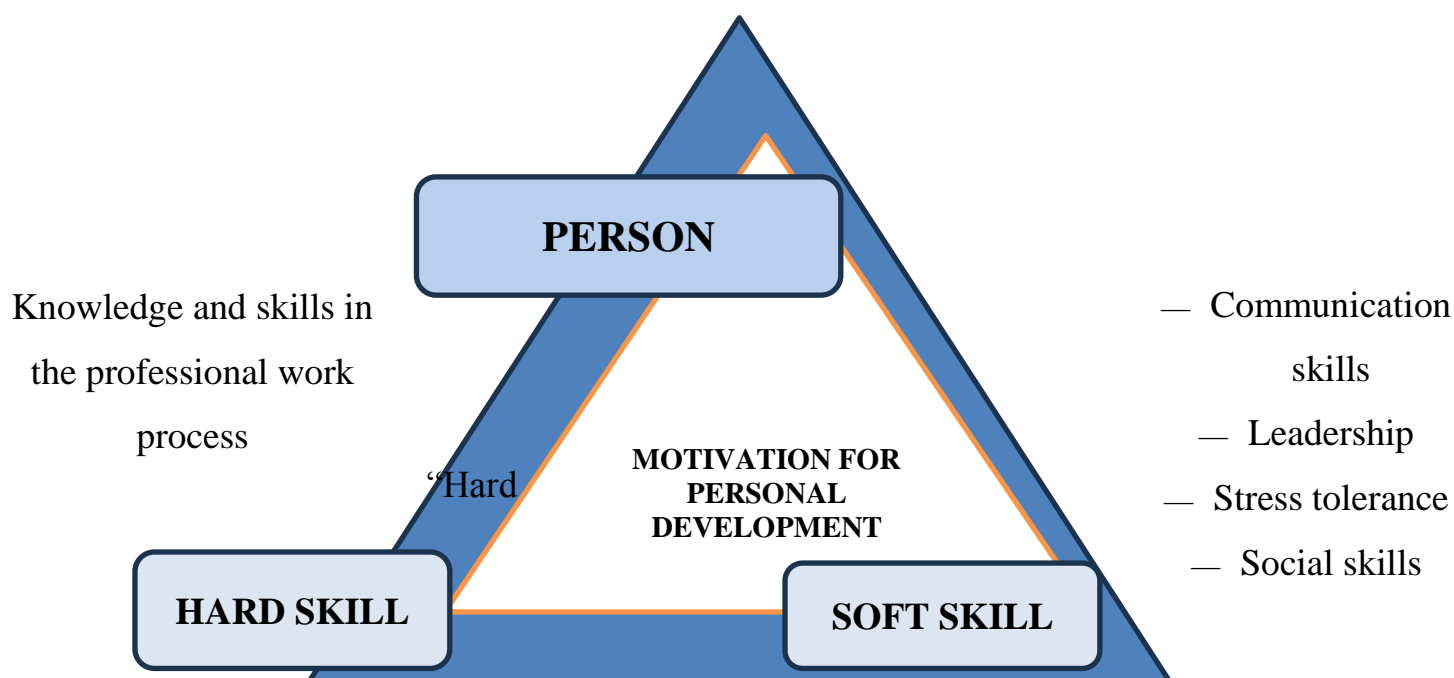 PERSON
Knowledge and skills in
the professional work
process
“Hard
MOTIVATION FOR
PERSONAL
DEVELOPMENT
— Communication
skills
— Leadership
— Stress tolerance
— Social skills
HARD SKILL
SOFT SKILL